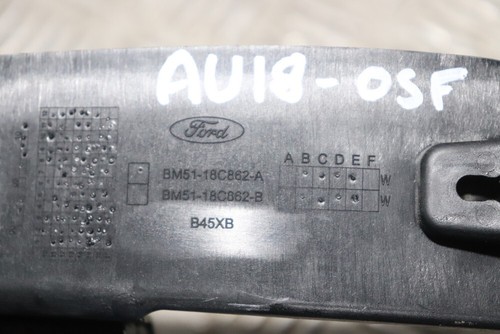 AU18-OSF
Ford
A B C D E F
BM51-18C862-A W
BM51-18C862-B W
B45XB